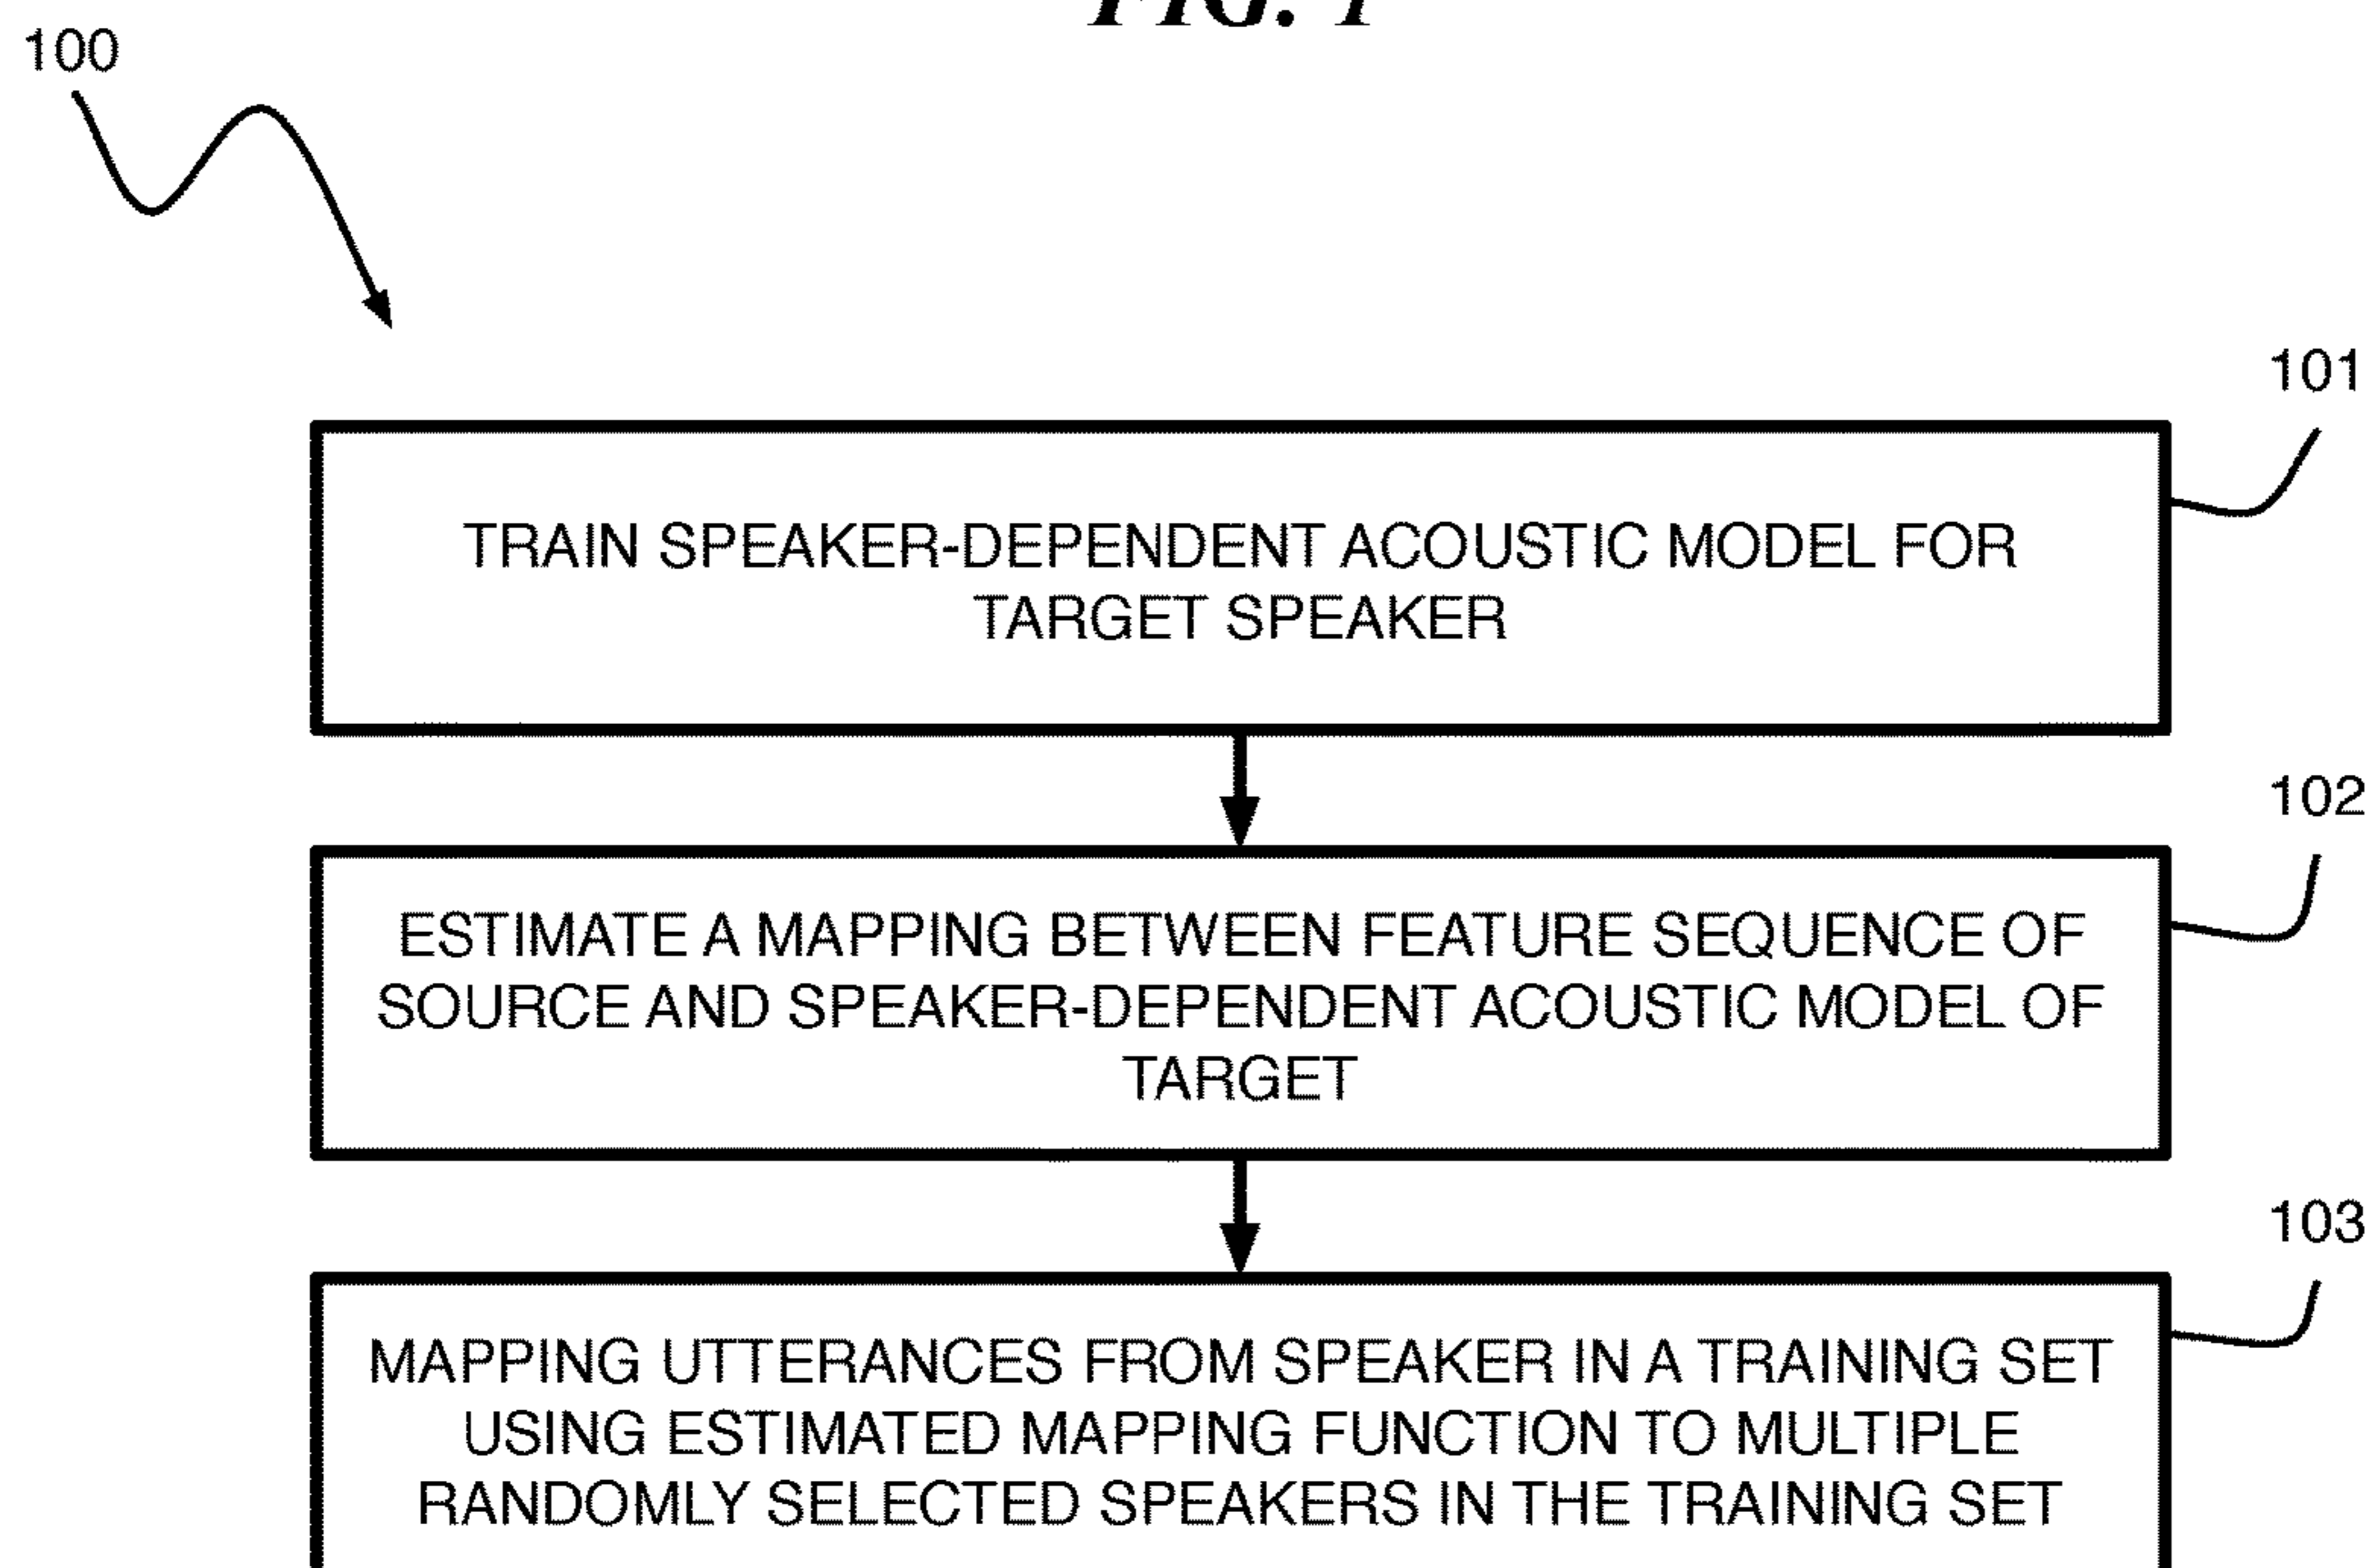 FIG. 1
100
101
TRAIN SPEAKER-DEPENDENT ACOUSTIC MODEL FOR
TARGET SPEAKER
102
ESTIMATE A MAPPING BETWEEN FEATURE SEQUENCE OF
SOURCE AND SPEAKER-DEPENDENT ACOUSTIC MODEL OF
TARGET
103
MAPPING UTTERANCES FROM SPEAKER IN A TRAINING SET
USING ESTIMATED MAPPING FUNCTION TO MULTIPLE
RANDOMLY SELECTED SPEAKERS IN THE TRAINING SET